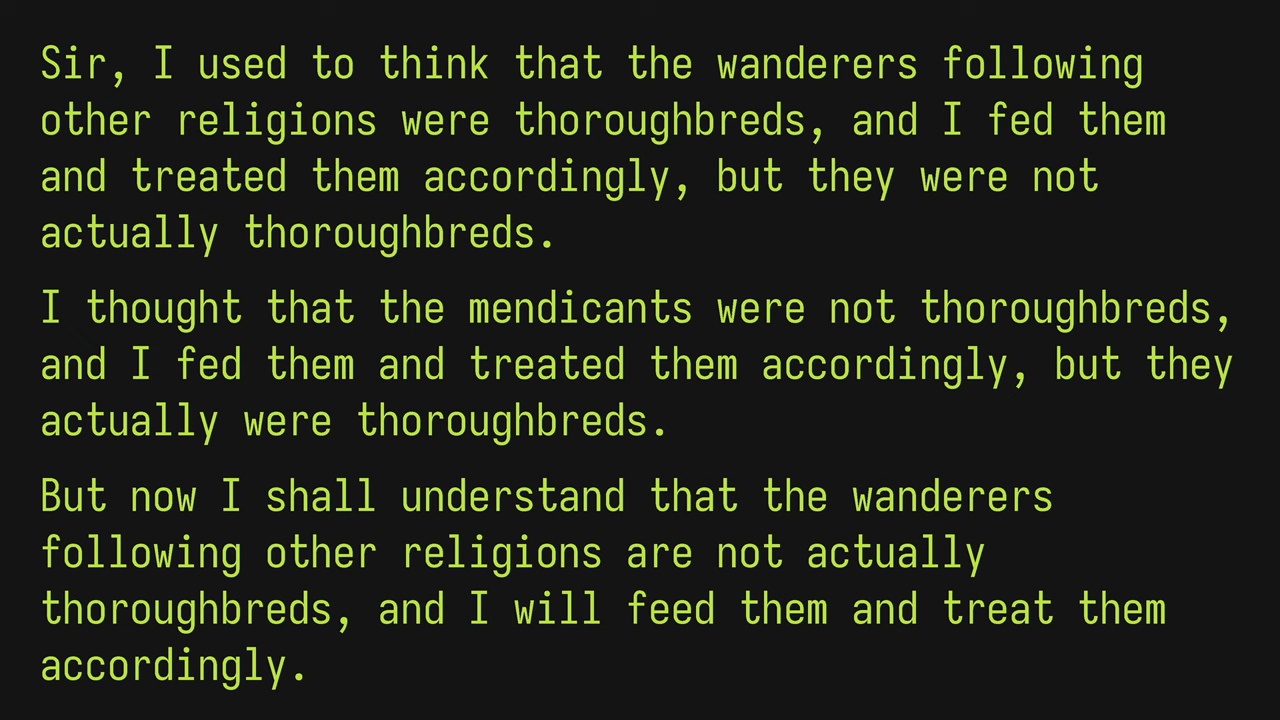 Sir, I used to think that the wanderers following
other religions were thoroughbreds, and I fed them
and treated them accordingly, but they were not
actually thoroughbreds.
I thought that the mendicants were not thoroughbreds,
and I fed them and treated them accordingly, but they
actually were thoroughbreds.
But now I shall understand that the wanderers
following other religions are not actually
thoroughbreds, and I will feed them and treat them
accordingly.